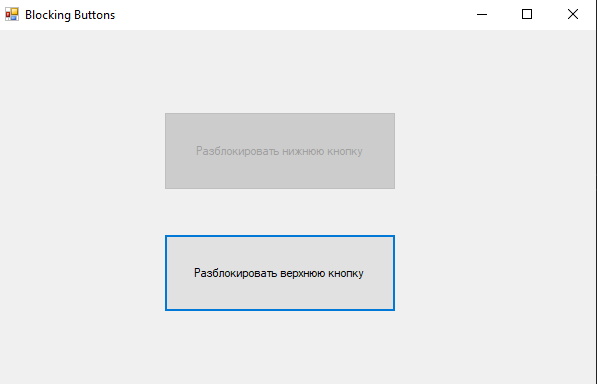 Blocking Buttons
Разблокировать нижнюю кнопку
Разблокировать верхнюю кнопку